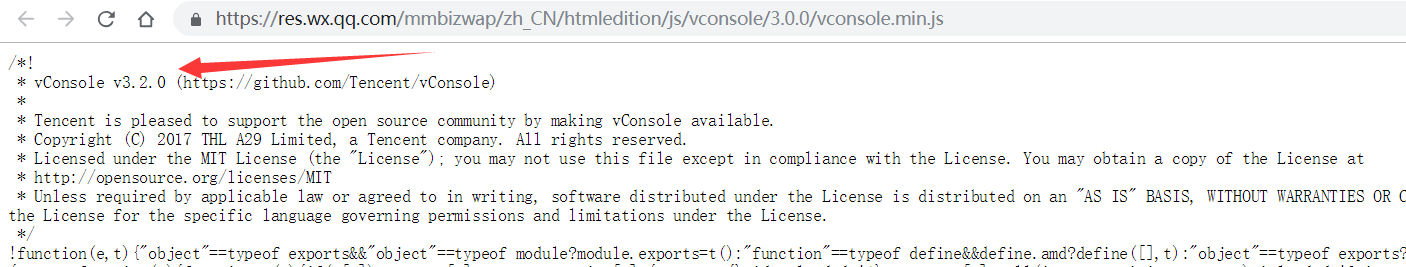 https://res.wx.qq.com/mmbizwap/zh_CN/htmledition/js/vconsole/3.0.0/vconsole.min.js
/*!
 * vConsole v3.2.0 (https://github.com/Tencent/vConsole)
 *
 * Tencent is pleased to support the open source community by making vConsole available.
 * Copyright (C) 2017 THL A29 Limited, a Tencent company. All rights reserved.
 * Licensed under the MIT License (the "License"); you may not use this file except in compliance with the License. You may obtain a copy of the License at
 * http://opensource.org/licenses/MIT
 * Unless required by applicable law or agreed to in writing, software distributed under the License is distributed on an "AS IS" BASIS, WITHOUT WARRANTIES OR
the License for the specific language governing permissions and limitations under the License.
 */
!function(e,t){"object"==typeof exports&&"object"==typeof module?module.exports=t():"function"==typeof define&&define.amd?define([],t):"object"==typeof exports?